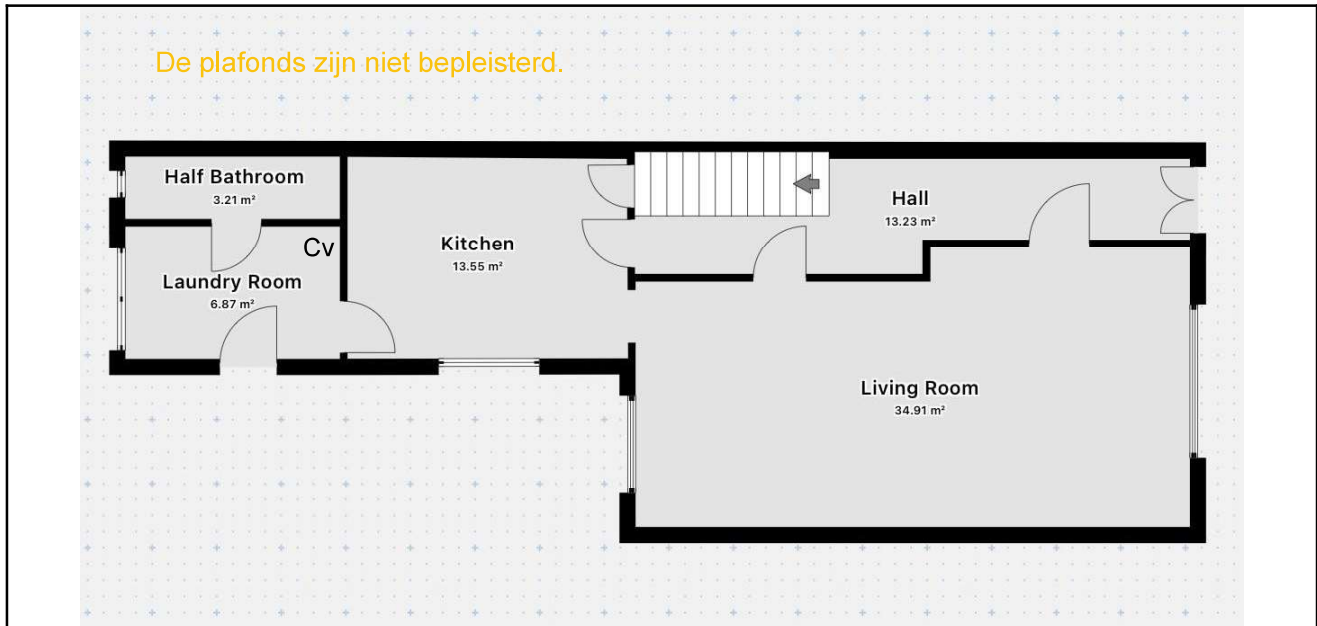 De plafonds zijn niet bepleisterd.
Half Bathroom
3.21 m²
Hall
13.23 m²
Cv
Kitchen
13.55 m²
Laundry Room
6.87 m²
Living Room
34.91 m²